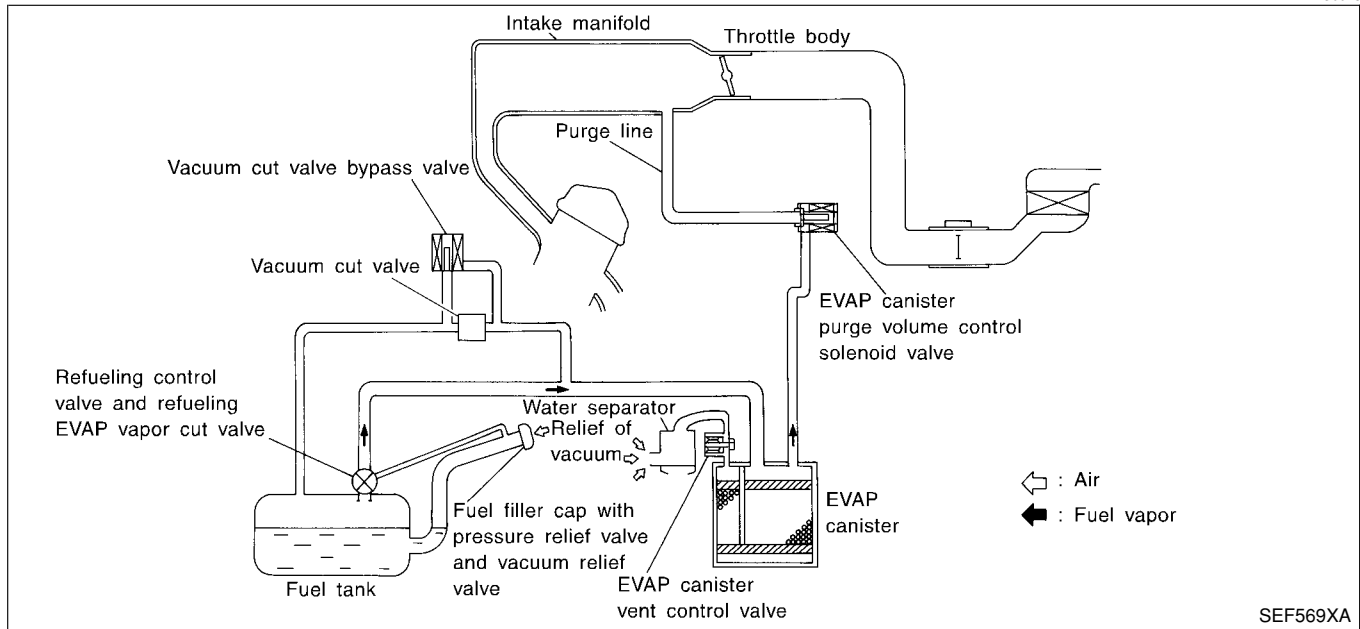 Intake manifold
Throttle body
Purge line
Vacuum cut valve bypass valve
Vacuum cut valve
EVAP canister
purge volume control
solenoid valve
Refueling control
valve and refueling
EVAP vapor cut valve
Water separator
Relief of
vacuum
Fuel filler cap with
pressure relief valve
and vacuum relief
valve
Fuel tank
EVAP canister
vent control valve
EVAP
canister
: Air
: Fuel vapor
SEF569XA